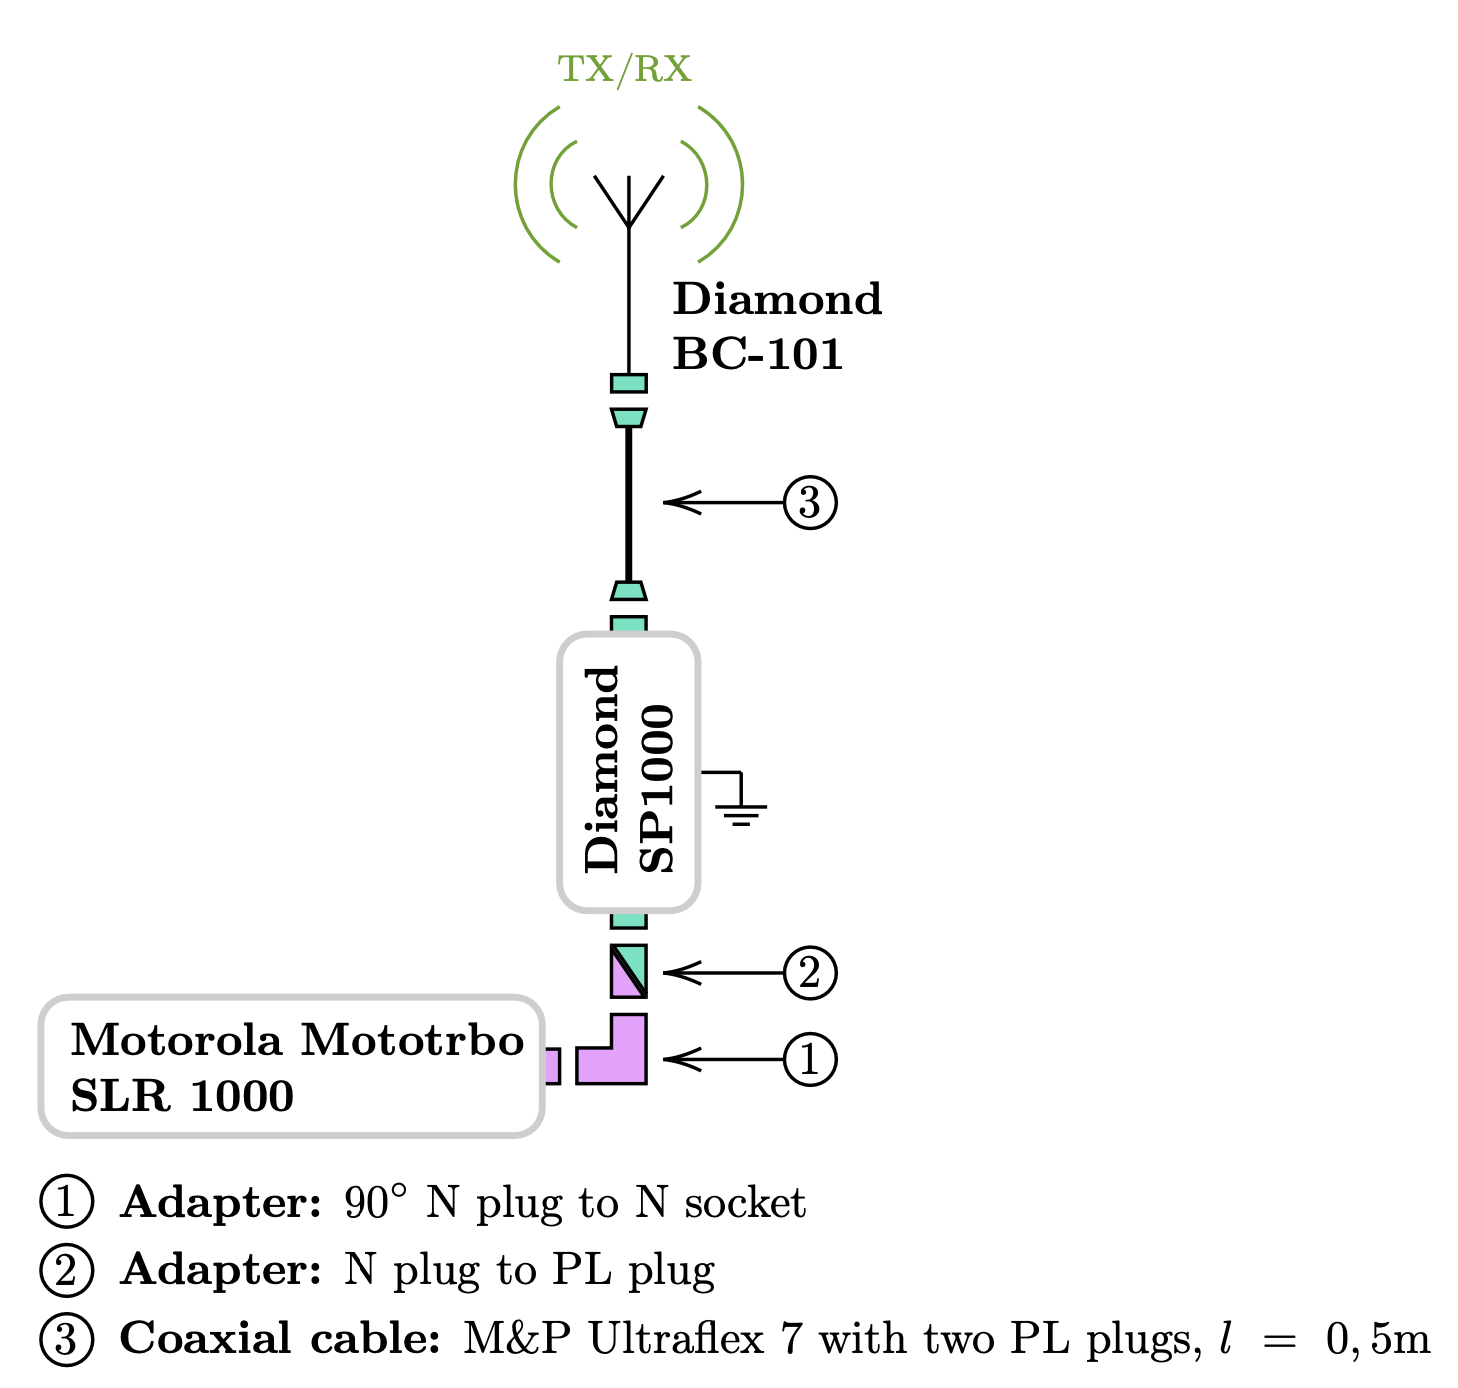 TX/RX
Diamond
BC-101
3
Diamond
SP1000
2
Motorola Mototrbo
SLR 1000
1
1 Adapter: 90° N plug to N socket
2 Adapter: N plug to PL plug
3 Coaxial cable: M&P Ultraflex 7 with two PL plugs, l = 0,5m